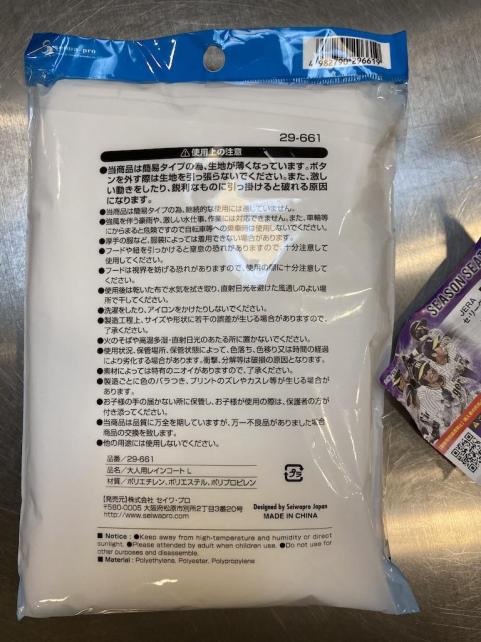 seiwa-pro
4 982790 296619
29-661
⚠使用上の注意
●当商品は簡易タイプの為、生地が薄くなっています。ボタ
ンを外す際は生地を引っ張らないでください。また、激し
い動きをしたり、鋭利なものに引っ掛けると破れる原因
になります。
●当商品は簡易タイプの為、継続的な使用には適していません。
●強風を伴う豪雨や、激しい水仕事、作業には対応できません。また、車輪等
にからまると危険ですので自転車等への乗車時は使用しないでください。
●厚手の服など、服装によっては着用できない場合があります。
●フードや紐を引っかけると窒息の恐れがありますので、十分注意して
使用してください。
●フードは視界を妨げる恐れがありますので、使用の際に十分注意して
ください。
●使用後は乾いた布で水気を拭き取り、直射日光を避けた風通しのよい場
所で干してください。
●洗濯をしたり、アイロンをかけたりしないでください。
●製造工程上、サイズや形状に若干の誤差が生じる場合がありますので、
了承ください。
●火のそばや高温多湿・直射日光のあたる所に置かないでください。
●使用状況、保管場所、保管状態によって、色落ち、色移り又は時間の経過
により劣化する場合があります。衝撃、分解等は破損の原因となります。
●素材によっては特有のニオイがありますが、了承ください。
●製造ごとに色のバラつき、プリントのズレやカスレ等が生じる場合が
あります。
●お子様の手の届かない所に保管し、お子様が使用の際は、保護者の方が
付き添ってください。
●当商品は品質に万全を期していますが、万一不良品がありました場合
商品の交換を致します。
●他の用途には使用しないでください。
品番／29-661
品名／大人用レインコート L
材質／ポリエチレン、ポリエステル、ポリプロピレン
プラ
【発売元】株式会社 セイワ・プロ
〒580-0005 大阪府松原市別所2丁目3番20号
http://www.seiwapro.com/
Designed by Seiwapro Japan
MADE IN CHINA
■ Notice : ●Keep away from high-temperature and humidity or direct
sunlight. ●Please attended by adult when children use. ●Do not use for
other purposes and disassemble.
■ Material : Polyethylene, Polyester, Polypropylene
SEASON SEAT
JERA
セ・リー